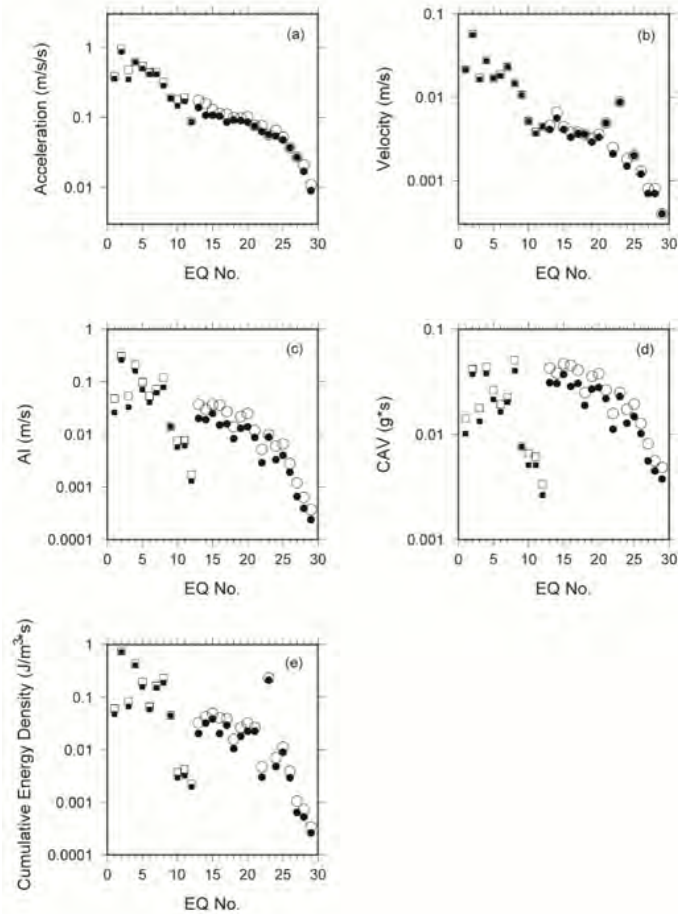 (a)
Acceleration (m/s/s)
1
0.1
0.01
0 5 10 15 20 25 30
EQ No.
(b)
Velocity (m/s)
0.1
0.01
0.001
0 5 10 15 20 25 30
EQ No.
(c)
AI (m/s)
1
0.1
0.01
0.001
0.0001
0 5 10 15 20 25 30
EQ No.
(d)
CAV (g*s)
0.1
0.01
0.001
0 5 10 15 20 25 30
EQ No.
(e)
Cumulative Energy Density (J/m³*s)
1
0.1
0.01
0.001
0.0001
0 5 10 15 20 25 30
EQ No.